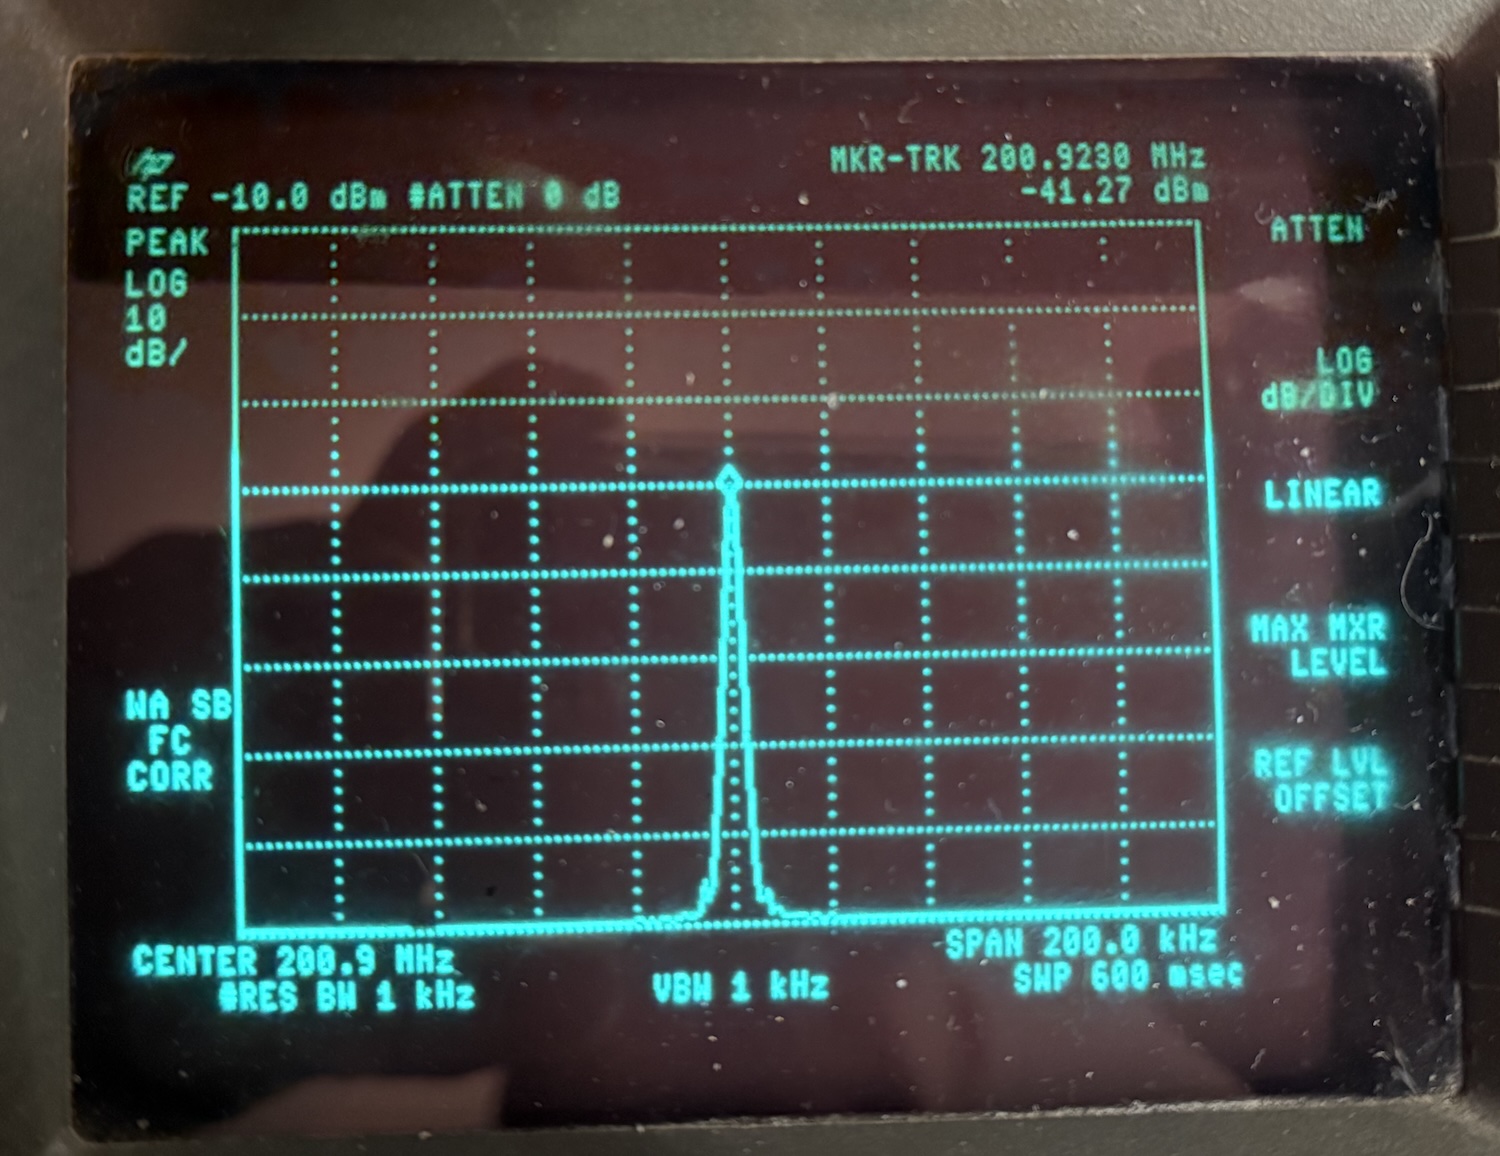 hp
MKR-TRK 200.9230 MHz
REF -10.0 dBm #ATTEN 0 dB
-41.27 dBm
PEAK
LOG
10
dB/
WA SB
FC
CORR
CENTER 200.9 MHz
SPAN 200.0 kHz
#RES BW 1 kHz
VBW 1 kHz
SWP 600 msec
ATTEN
LOG
dB/DIV
LINEAR
MAX MXR
LEVEL
REF LVL
OFFSET